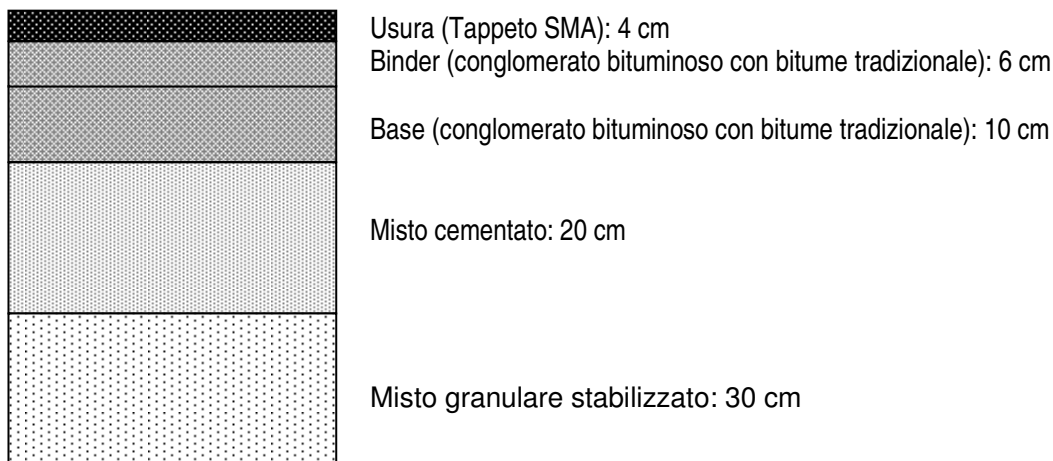 Usura (Tappeto SMA): 4 cm
Binder (conglomerato bituminoso con bitume tradizionale): 6 cm
Base (conglomerato bituminoso con bitume tradizionale): 10 cm
Misto cementato: 20 cm
Misto granulare stabilizzato: 30 cm